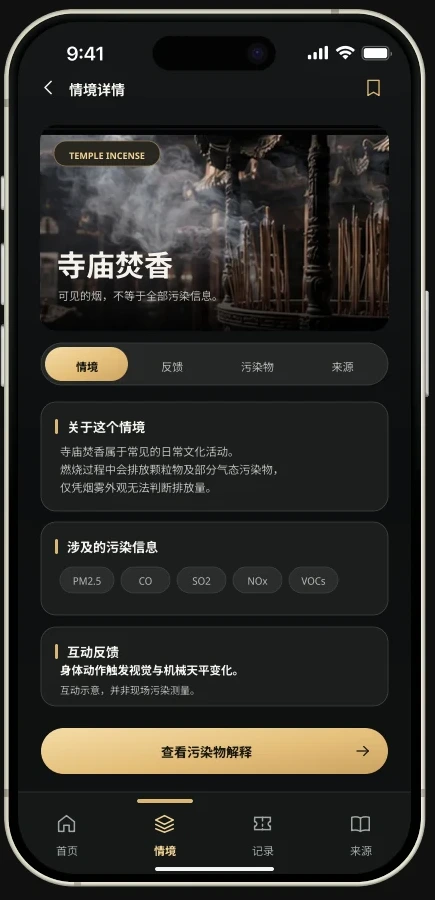 9:41
情境详情
TEMPLE INCENSE
寺庙焚香
可见的烟，不等于全部污染信息。
情境 反馈 污染物 来源
关于这个情境
寺庙焚香属于常见的日常文化活动。
燃烧过程中会排放颗粒物及部分气态污染物，
仅凭烟雾外观无法判断排放量。
涉及的污染信息
PM2.5 CO SO2 NOx VOCs
互动反馈
身体动作触发视觉与机械天平变化。
互动示意，并非现场污染测量。
查看污染物解释
首页 情境 记录 来源